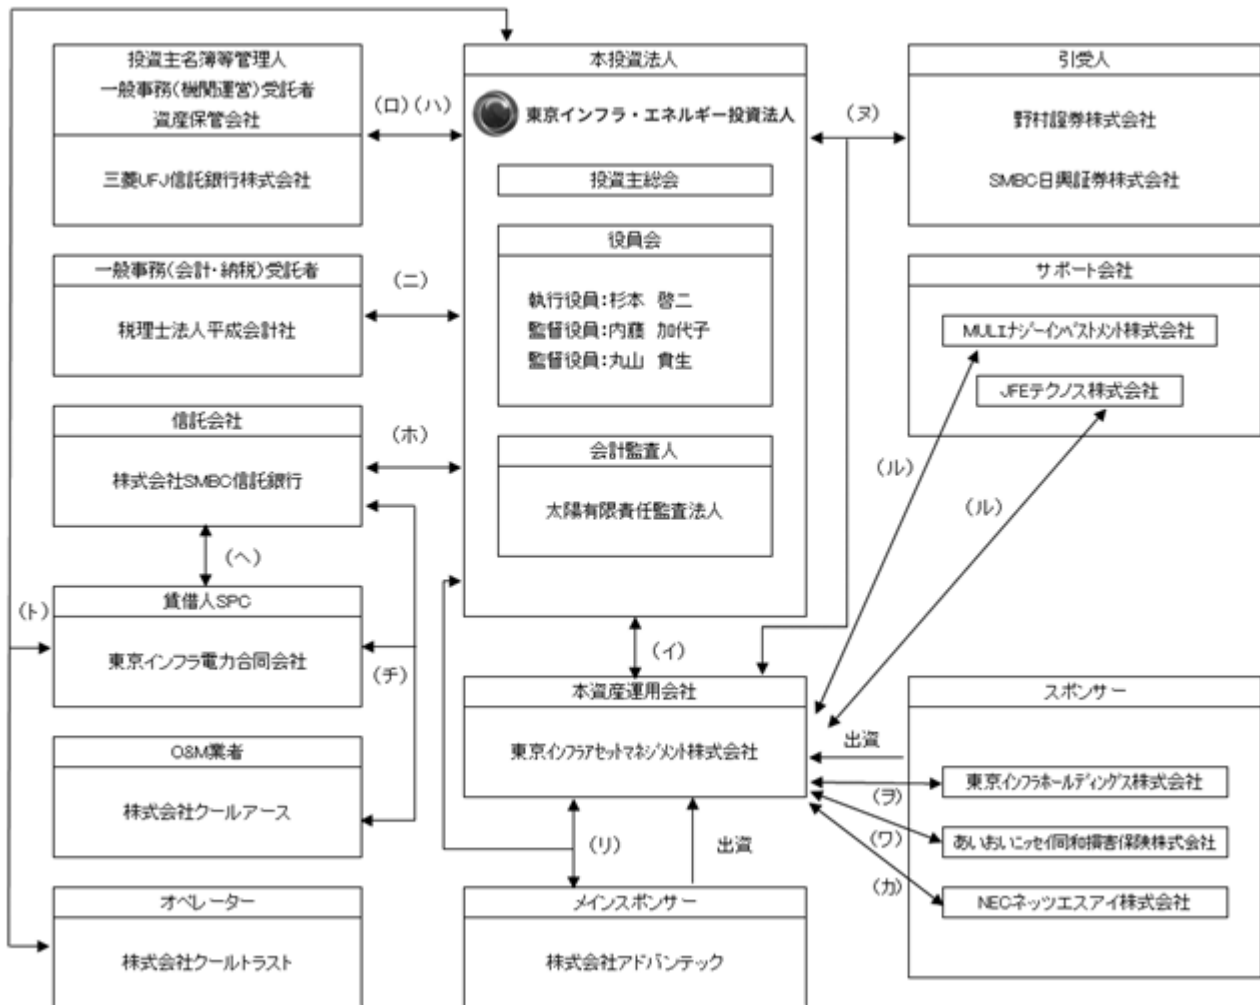 投資主名簿等管理人
一般事務(機関運営)受託者
資産保管会社
三菱UFJ信託銀行株式会社
(ロ)(ハ)
一般事務(会計・納税)受託者
税理士法人平成会計社
(ニ)
信託会社
株式会社SMBC信託銀行
(ホ)
(ヘ)
賃借人SPC
東京インフラ電力合同会社
(ト)
(チ)
O&M業者
株式会社クールアース
オペレーター
株式会社クールトラスト
本投資法人
東京インフラ・エネルギー投資法人
投資主総会
役員会
執行役員:杉本 啓二
監督役員:内藤 加代子
監督役員:丸山 貴生
会計監査人
太陽有限責任監査法人
(イ)
本資産運用会社
東京インフラアセットマネジメント株式会社
(リ)
出資
メインスポンサー
株式会社アドバンテック
(ヌ)
引受人
野村證券株式会社
SMBC日興証券株式会社
サポート会社
MULエナジーインベストメント株式会社
JFEテクノス株式会社
(ル)
(ル)
スポンサー
出資
東京インフラホールディングス株式会社
(ヲ)
あいおいニッセイ同和損害保険株式会社
(ワ)
NECネッツエスアイ株式会社
(カ)